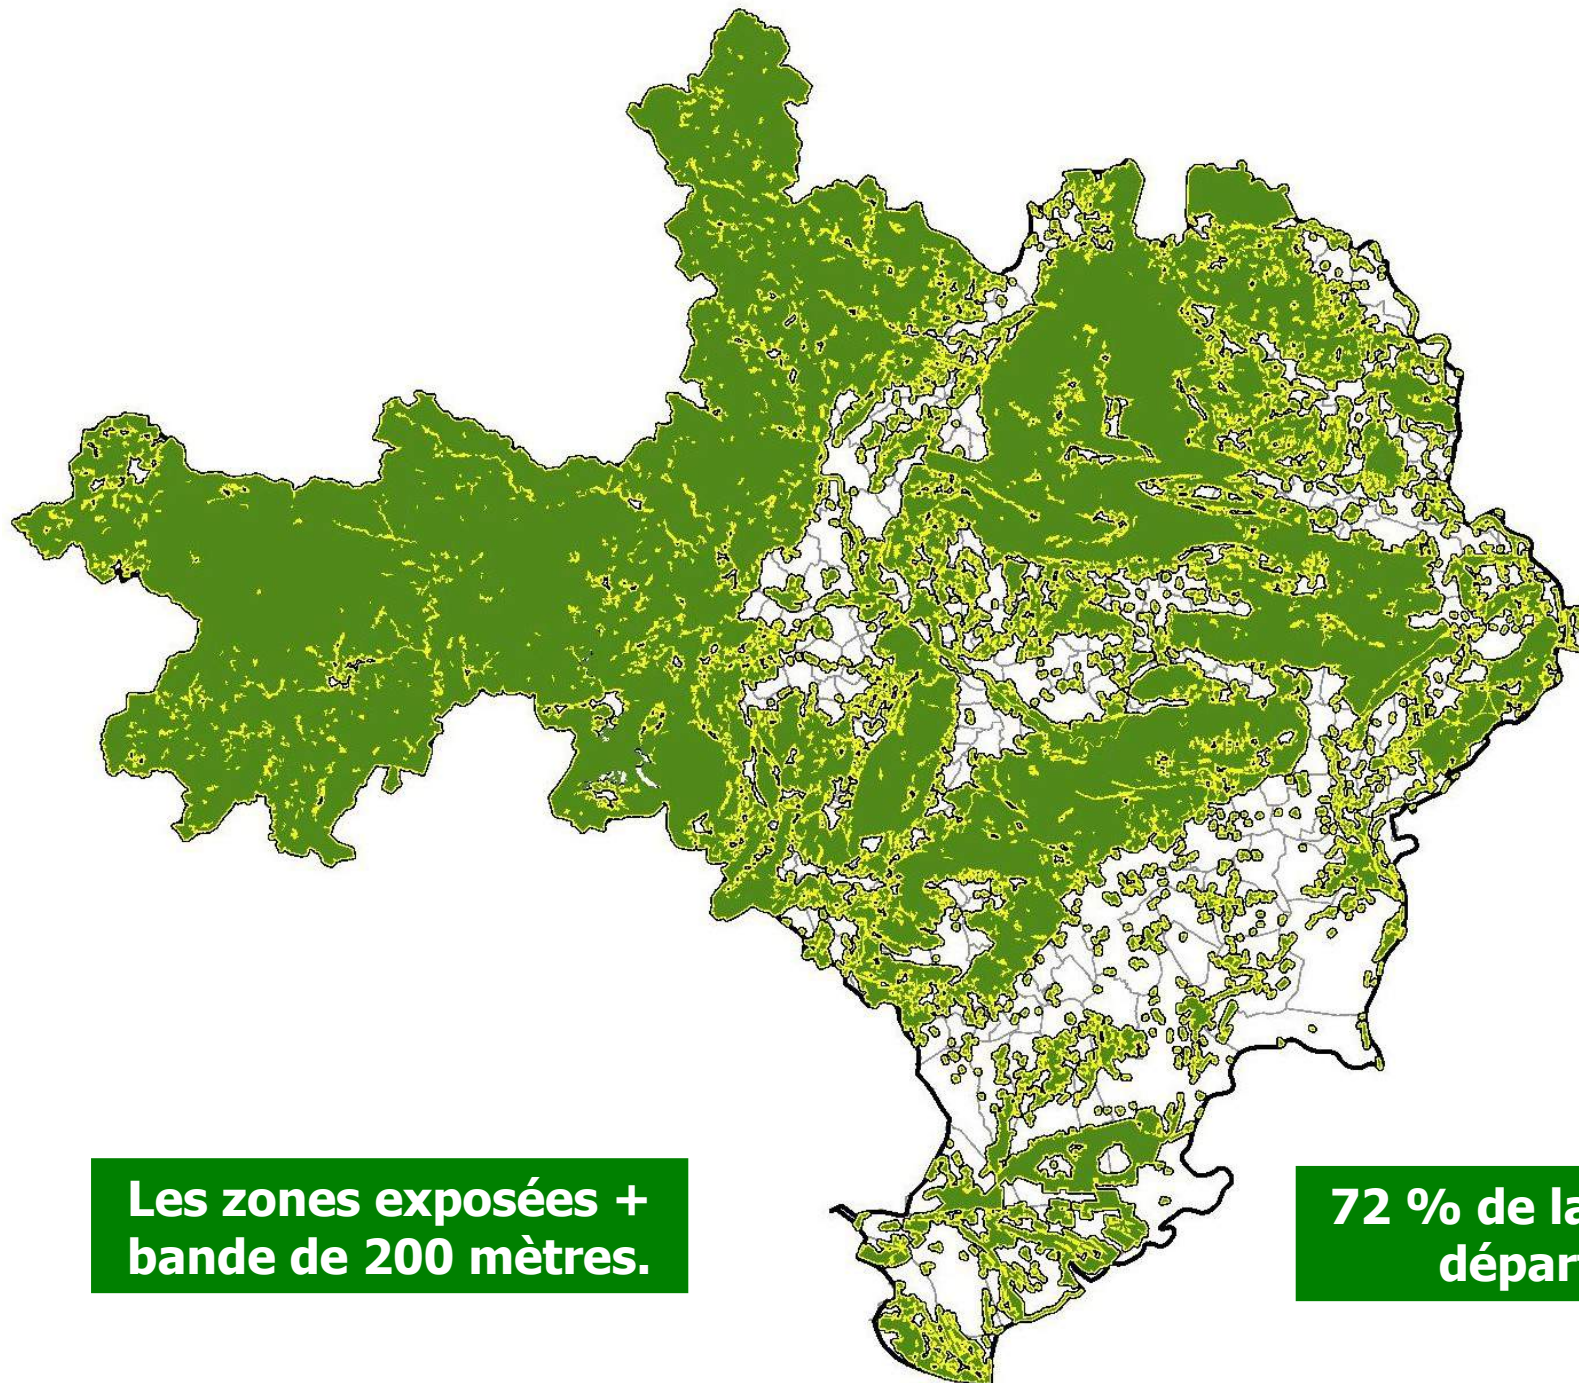 Les zones exposées +
bande de 200 mètres.
72 % de la
dépar